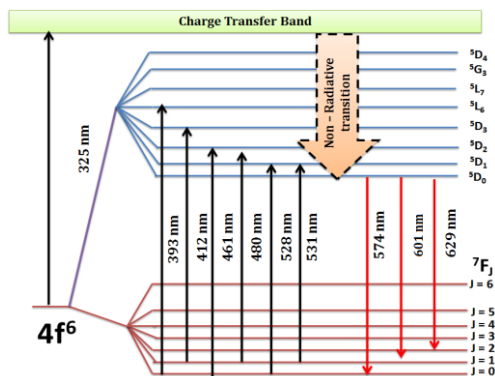 Charge Transfer Band
⁵D₄
⁵G₃
⁵L₇
⁵L₆
⁵D₃
⁵D₂
⁵D₁
⁵D₀
Non – Radiative
transition
325 nm
393 nm
412 nm
461 nm
480 nm
528 nm
531 nm
574 nm
601 nm
629 nm
⁷Fⱼ
J = 6
J = 5
J = 4
J = 3
J = 2
J = 1
J = 0
4f⁶